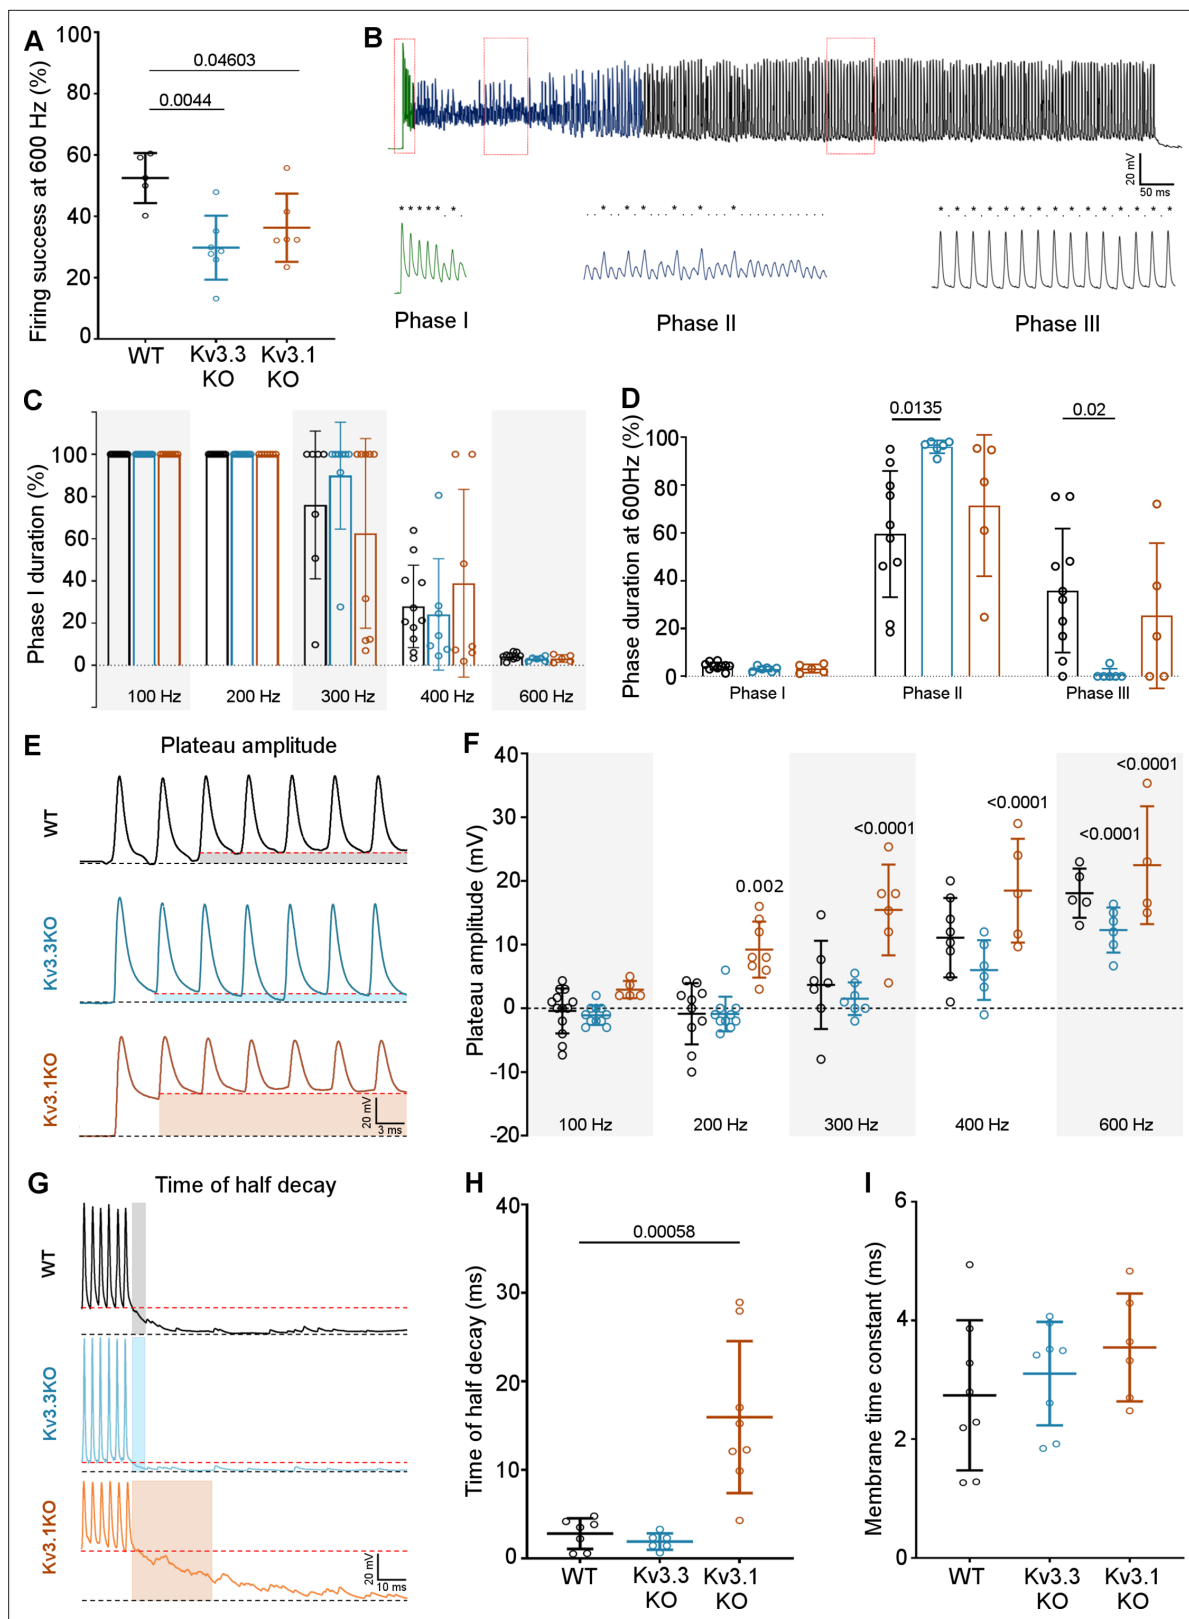 A
Firing success at 600 Hz (%)
100
80
60
40
20
0
0.04603
0.0044
WT
Kv3.3
KO
Kv3.1
KO
B
20 mV
50 ms
Phase I
Phase II
Phase III
C
Phase I duration (%)
100
80
60
40
20
0
100 Hz
200 Hz
300 Hz
400 Hz
600 Hz
D
Phase duration at 600Hz (%)
100
80
60
40
20
0
0.0135
0.02
Phase I
Phase II
Phase III
E
Plateau amplitude
WT
Kv3.3KO
Kv3.1KO
20 mV
3 ms
F
Plateau amplitude (mV)
40
30
20
10
0
-10
-20
0.002
<0.0001
<0.0001
<0.0001
<0.0001
100 Hz
200 Hz
300 Hz
400 Hz
600 Hz
G
Time of half decay
WT
Kv3.3KO
Kv3.1KO
20 mV
10 ms
H
Time of half decay (ms)
40
30
20
10
0
0.00058
WT
Kv3.3
KO
Kv3.1
KO
I
Membrane time constant (ms)
6
4
2
0
WT
Kv3.3
KO
Kv3.1
KO